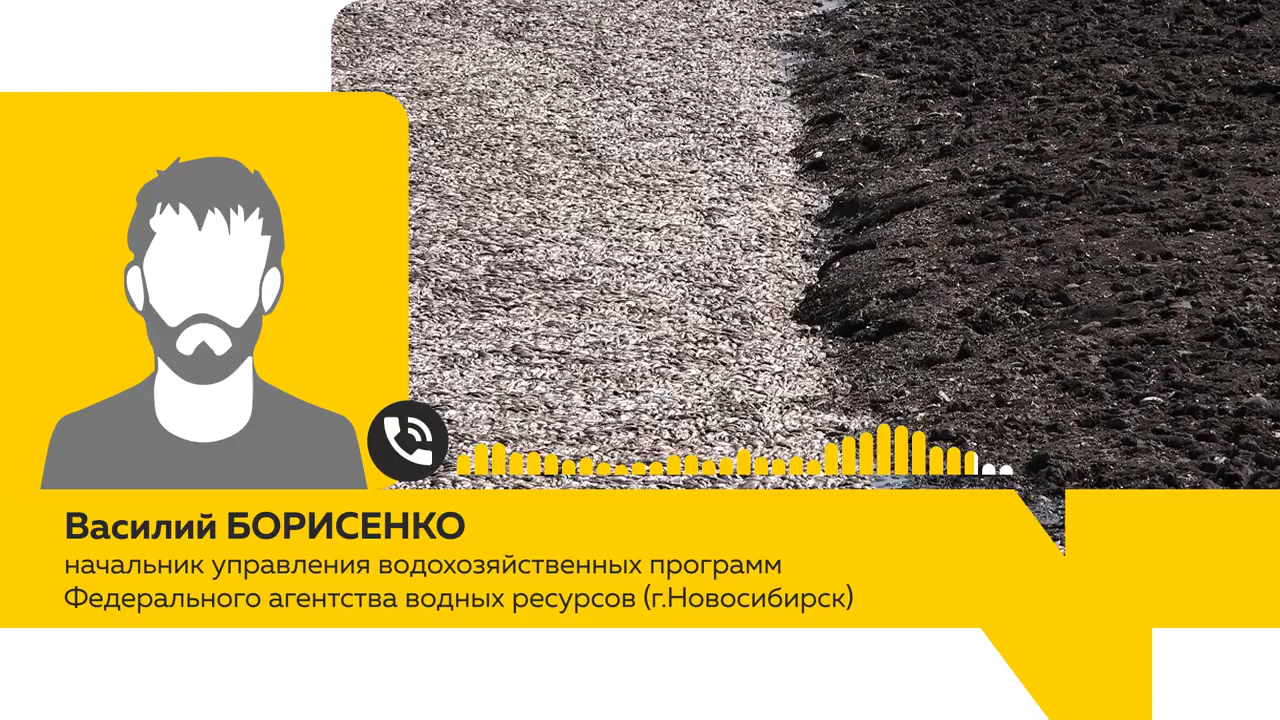 Василий БОРИСЕНКО
начальник управления водохозяйственных программ
Федерального агентства водных ресурсов (г.Новосибирск)